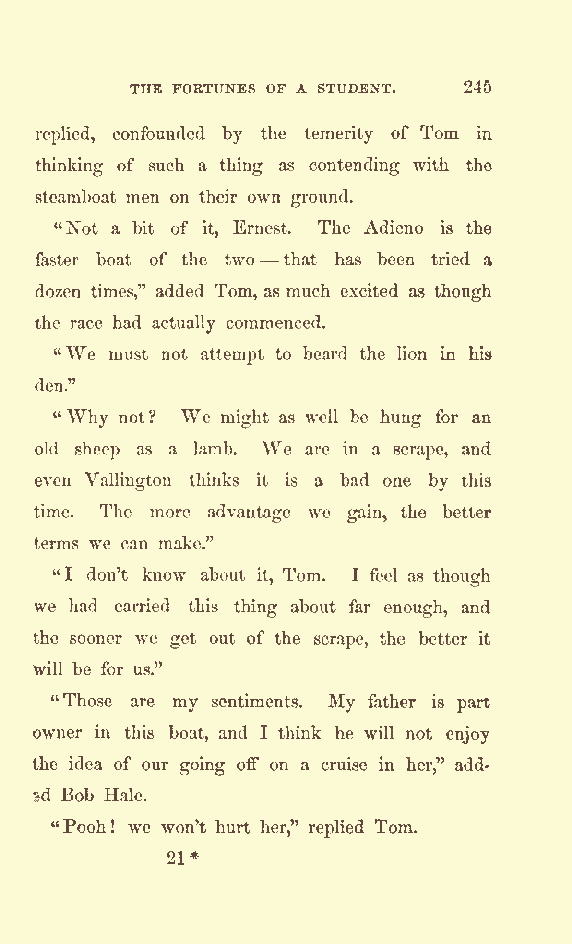 THE FORTUNES OF A STUDENT. 245
replied, confounded by the temerity of Tom in
thinking of such a thing as contending with the
steamboat men on their own ground.
“Not a bit of it, Ernest. The Adieno is the
faster boat of the two — that has been tried a
dozen times,” added Tom, as much excited as though
the race had actually commenced.
“We must not attempt to beard the lion in his
den.”
“Why not? We might as well be hung for an
old sheep as a lamb. We are in a scrape, and
even Vallington thinks it is a bad one by this
time. The more advantage we gain, the better
terms we can make.”
“I don’t know about it, Tom. I feel as though
we had carried this thing about far enough, and
the sooner we get out of the scrape, the better it
will be for us.”
“Those are my sentiments. My father is part
owner in this boat, and I think he will not enjoy
the idea of our going off on a cruise in her,” add-
ed Bob Hale.
“Pooh! we won’t hurt her,” replied Tom.
21 *